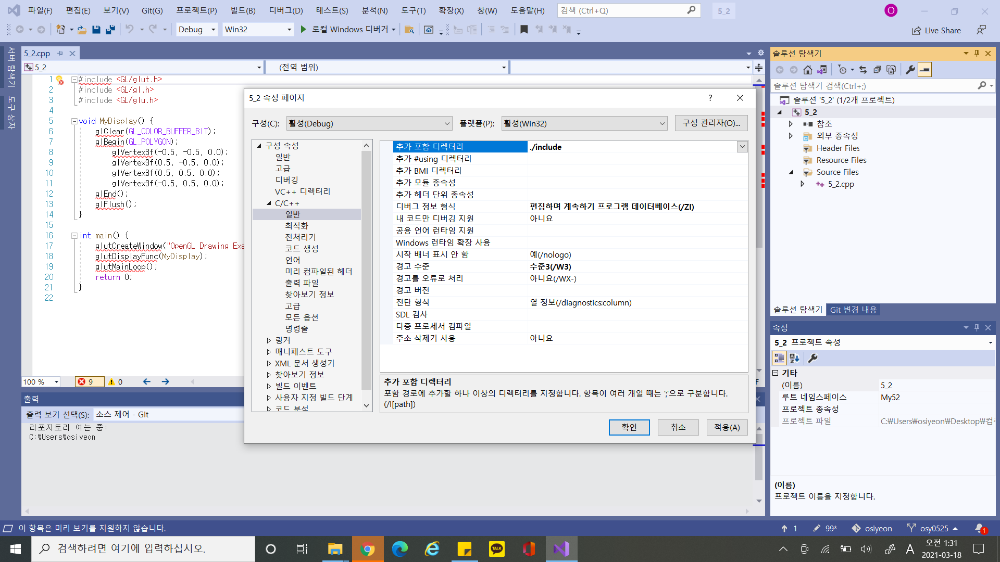 파일(F) 편집(E) 보기(V) Git(G) 프로젝트(P) 빌드(B) 디버그(D) 테스트(S) 분석(N) 도구(T) 확장(X) 창(W) 도움말(H) 검색 (Ctrl+Q) 5_2 O
Debug Win32 로컬 Windows 디버거 Live Share
서버 탐색기
도구 상자
5_2.cpp
5_2 (전역 범위)
1 #include <GL/glut.h>
2 #include <GL/gl.h>
3 #include <GL/glu.h>
4
5 void MyDisplay() {
6 glClear(GL_COLOR_BUFFER_BIT);
7 glBegin(GL_POLYGON);
8 glVertex3f(-0.5, -0.5, 0.0);
9 glVertex3f(0.5, -0.5, 0.0);
10 glVertex3f(0.5, 0.5, 0.0);
11 glVertex3f(-0.5, 0.5, 0.0);
12 glEnd();
13 glFlush();
14 }
15
16 int main() {
17 glutCreateWindow("OpenGL Drawing Exa
18 glutDisplayFunc(MyDisplay);
19 glutMainLoop();
20 return 0;
21 }
22
100 % 9 0
출력
출력 보기 선택(S): 소스 제어 - Git
리포지토리 여는 중:
C:₩Users₩osiyeon
5_2 속성 페이지 ?
구성(C): 활성(Debug) 플랫폼(P): 활성(Win32) 구성 관리자(O)...
구성 속성
일반
고급
디버깅
VC++ 디렉터리
C/C++
일반
최적화
전처리기
코드 생성
언어
미리 컴파일된 헤더
출력 파일
찾아보기 정보
고급
모든 옵션
명령줄
링커
매니페스트 도구
XML 문서 생성기
찾아보기 정보
빌드 이벤트
사용자 지정 빌드 단계
코드 분석
추가 포함 디렉터리 ./include
추가 #using 디렉터리
추가 BMI 디렉터리
추가 모듈 종속성
추가 헤더 단위 종속성
디버그 정보 형식 편집하며 계속하기 프로그램 데이터베이스(/ZI)
내 코드만 디버깅 지원 아니요
공용 언어 런타임 지원
Windows 런타임 확장 사용
시작 배너 표시 안 함 예(/nologo)
경고 수준 수준3(/W3)
경고를 오류로 처리 아니요(/WX-)
경고 버전
진단 형식 열 정보(/diagnostics:column)
SDL 검사
다중 프로세서 컴파일
주소 삭제기 사용 아니요
추가 포함 디렉터리
포함 경로에 추가할 하나 이상의 디렉터리를 지정합니다. 항목이 여러 개일 때는 ';'으로 구분합니다.
(/I[path])
확인 취소 적용(A)
솔루션 탐색기
솔루션 탐색기 검색(Ctrl+;)
솔루션 '5_2' (1/2개 프로젝트)
5_2
참조
외부 종속성
Header Files
Resource Files
Source Files
5_2.cpp
솔루션 탐색기 Git 변경 내용
속성
5_2 프로젝트 속성
기타
(이름) 5_2
루트 네임스페이스 My52
프로젝트 종속성
프로젝트 파일 C:₩Users₩osiyeon₩Desktop₩컴
(이름)
프로젝트 이름을 지정합니다.
이 항목은 미리 보기를 지원하지 않습니다. 1 99* osiyeon osy0525 1
검색하려면 여기에 입력하십시오. TALK A 오전 1:31
2021-03-18